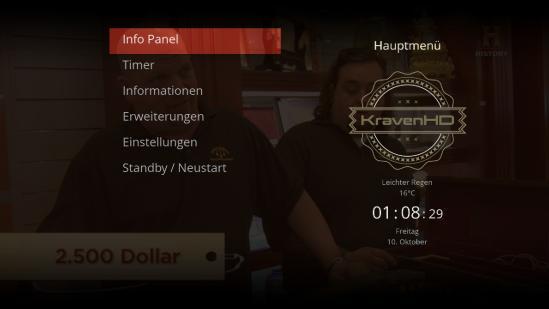 Info Panel
Timer
Informationen
Erweiterungen
Einstellungen
Standby / Neustart
Hauptmenü
HISTORY
KravenHD
Leichter Regen
16°C
01:08:29
Freitag
10. Oktober
2.500 Dollar